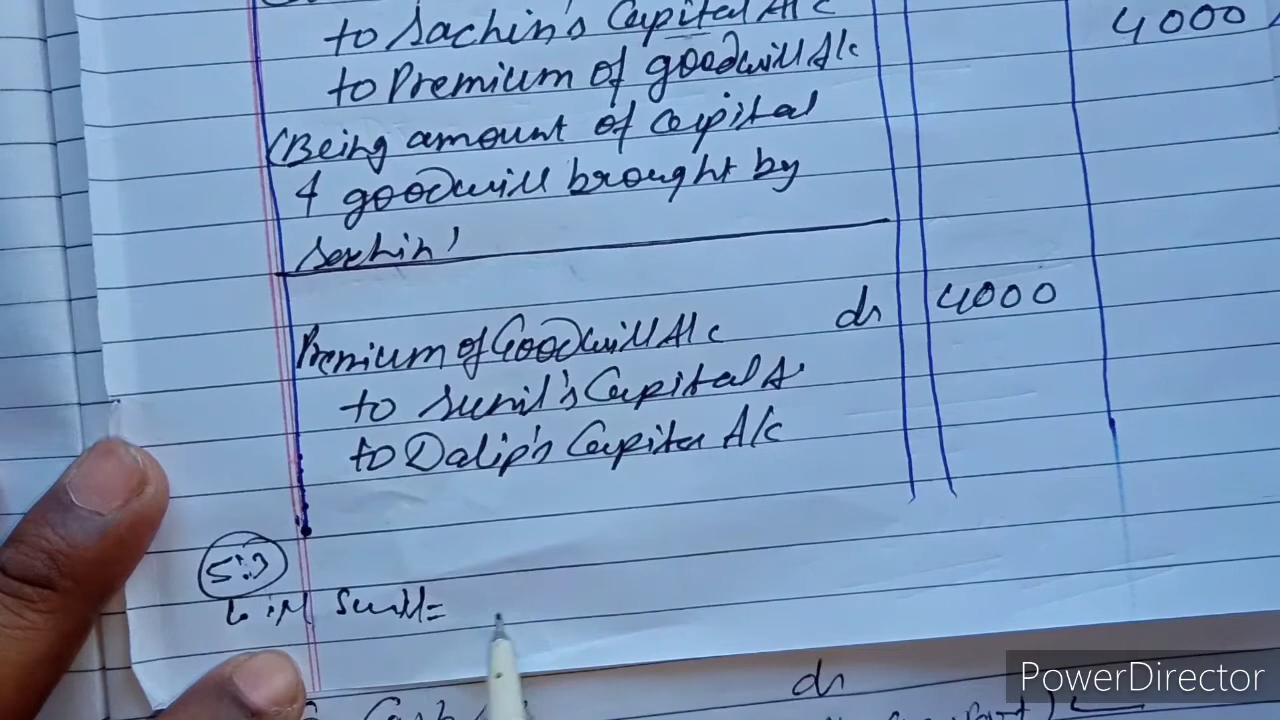 to Sachin's Capital A/c 4000
to Premium of goodwill A/c
(Being amount of capital
& goodwill brought by
Sachin)
Premium of Goodwill A/c dr 4000
to Sunil's Capital A
to Dalip's Capital A/c
5:3
Sunil=
dr
Cash
PowerDirector